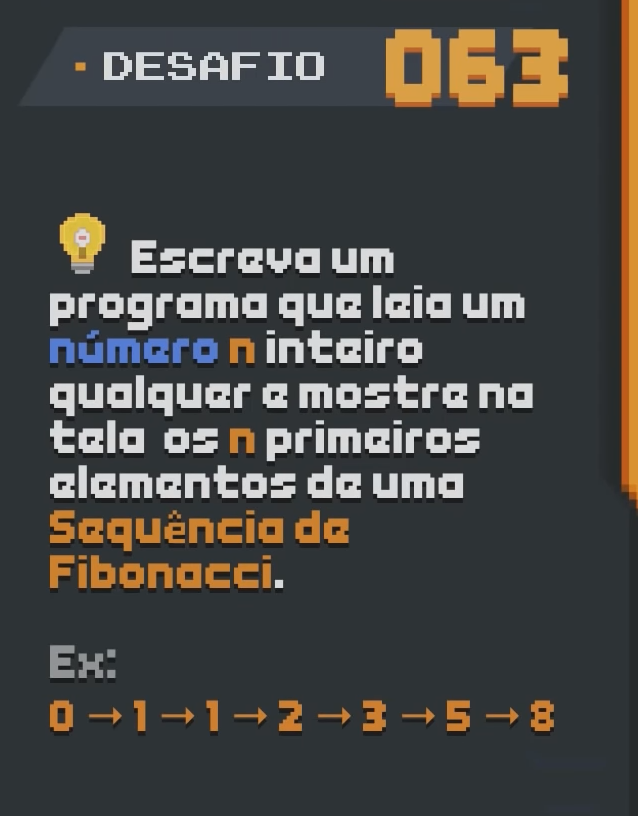 DESAFIO 063
Escreva um
programa que leia um
número n inteiro
qualquer e mostre na
tela os n primeiros
elementos de uma
Sequência de
Fibonacci.
Ex:
0 → 1 → 1 → 2 → 3 → 5 → 8